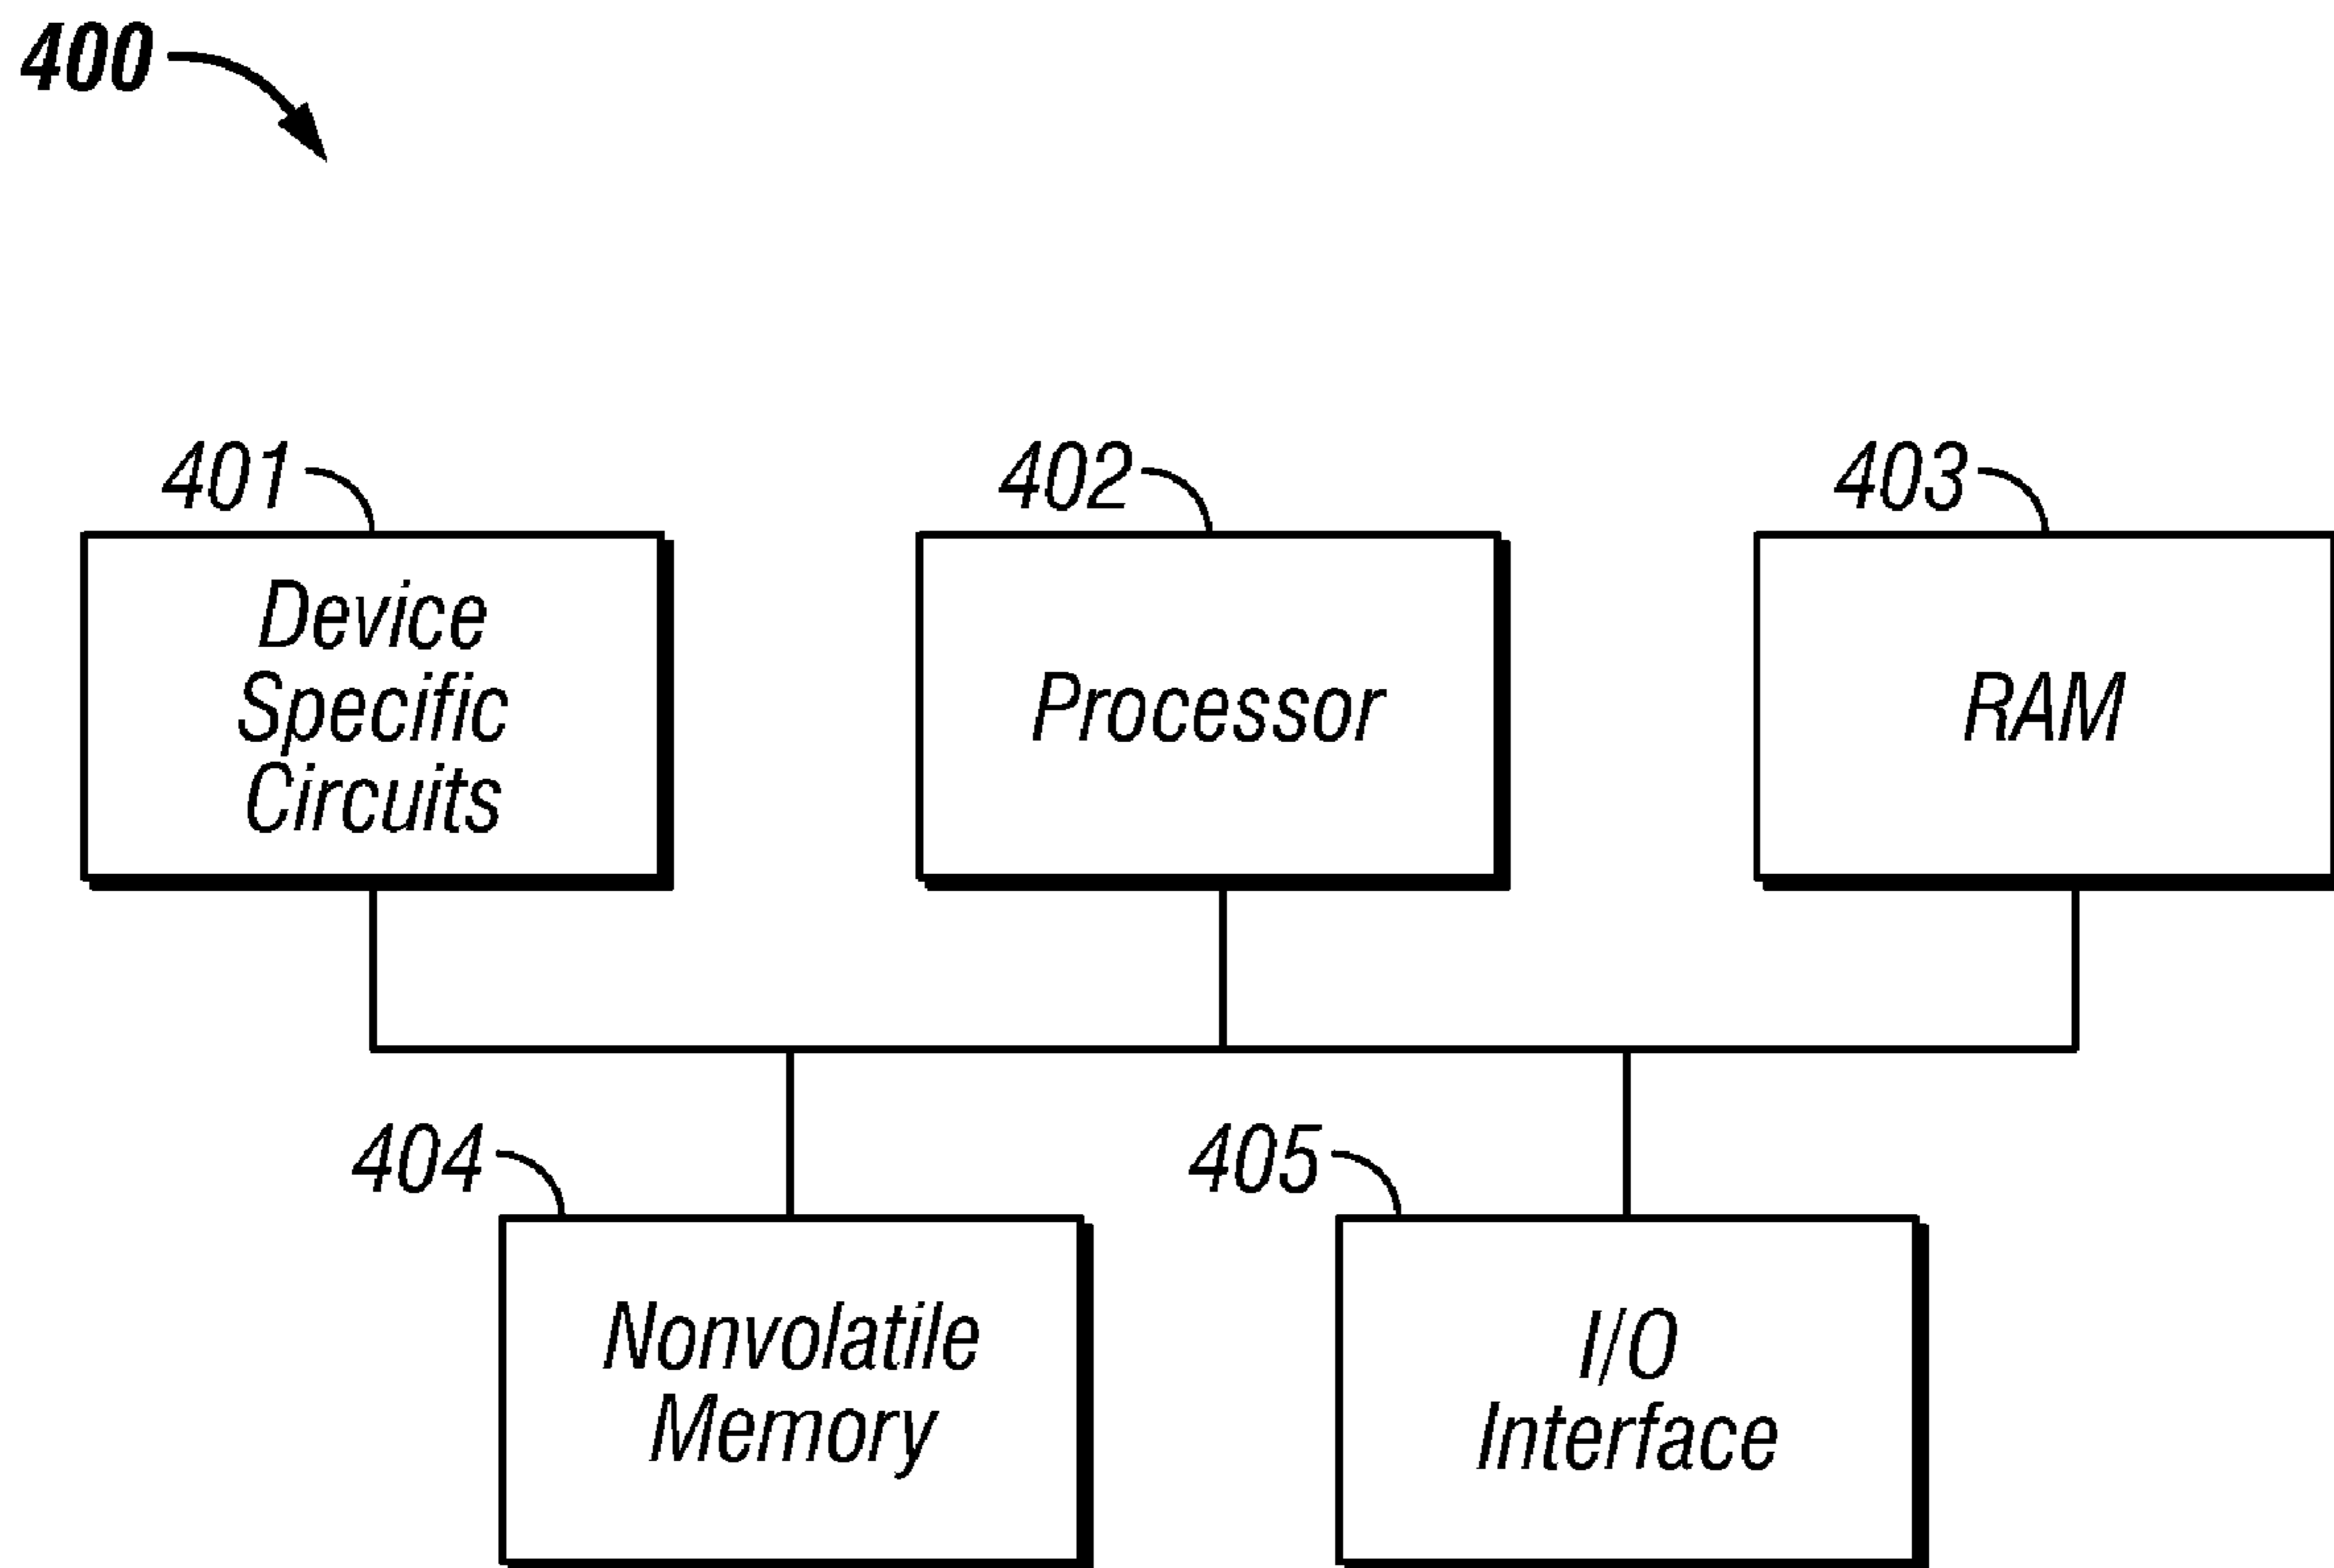 400
401
402
403
Device
Specific
Circuits
Processor
RAM
404
405
Nonvolatile
Memory
I/O
Interface